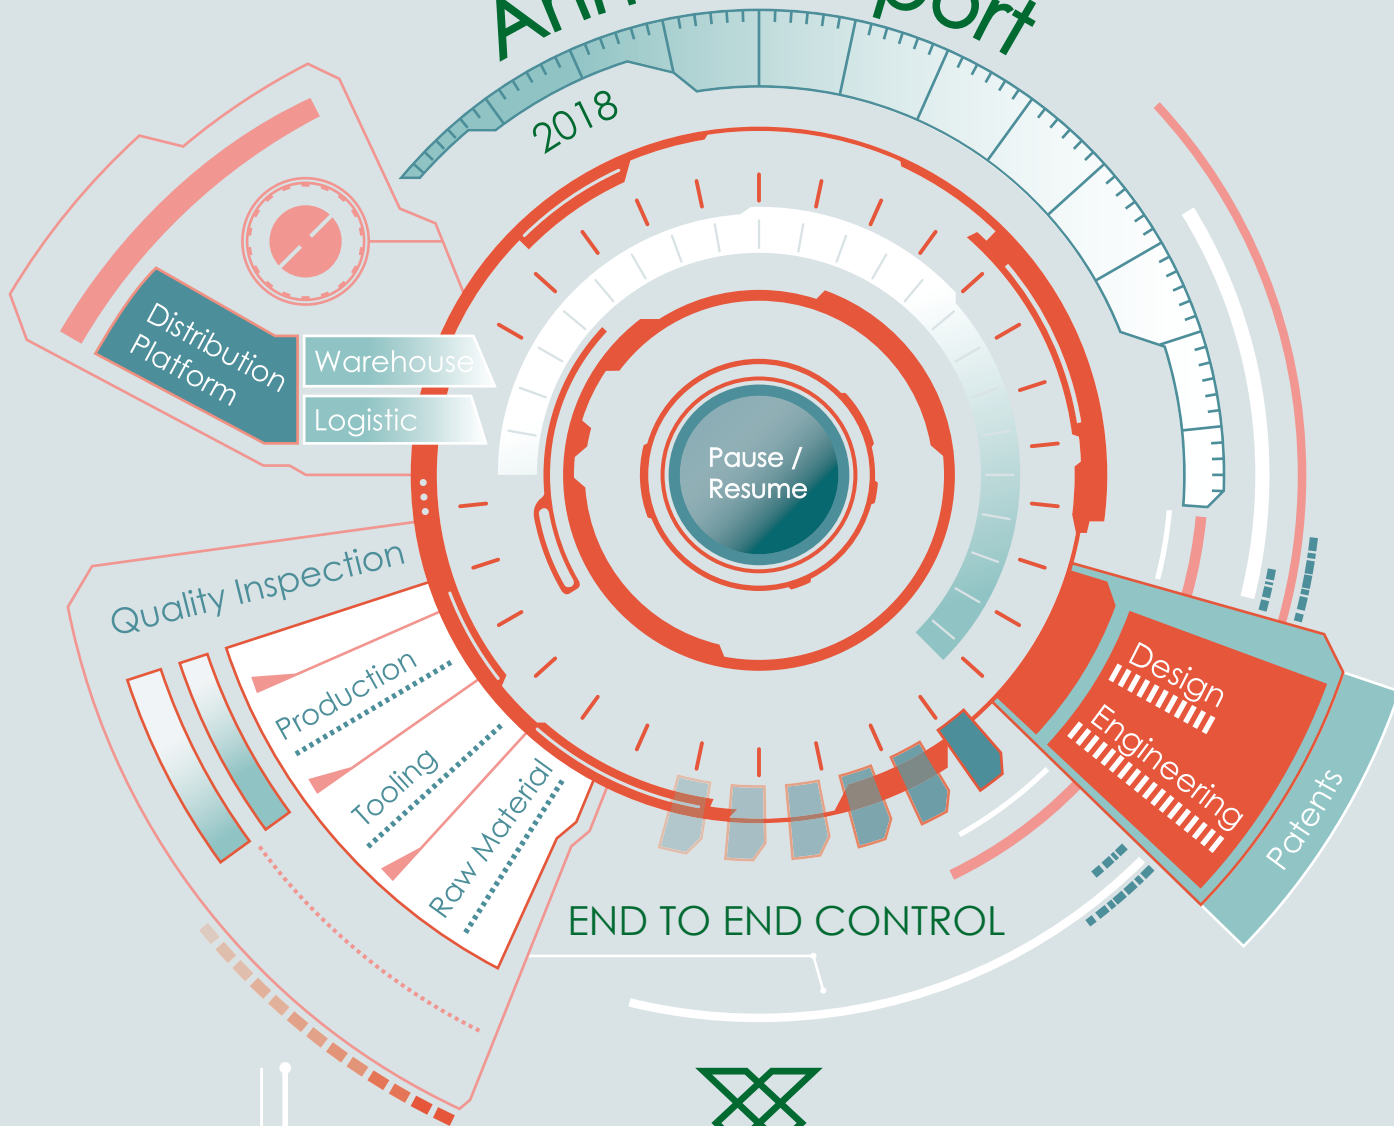 2018
Distribution
Platform
Warehouse
Logistic
Pause /
Resume
Quality Inspection
Production
Tooling
Raw Material
Design
Engineering
Patents
END TO END CONTROL